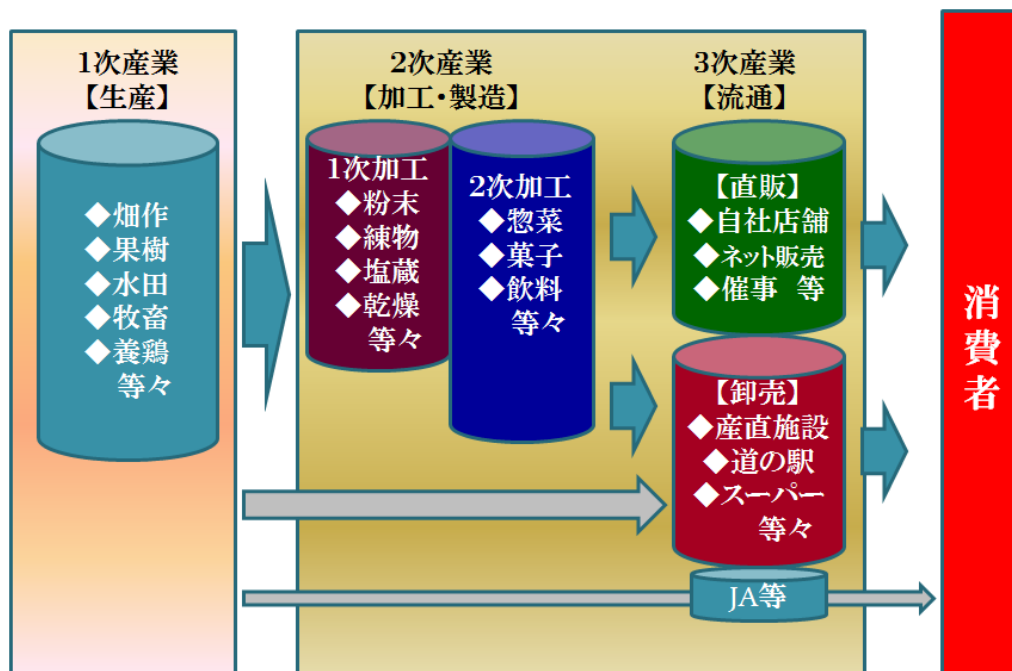 1次産業
【生産】
◆畑作
◆果樹
◆水田
◆牧畜
◆養鶏
等々
2次産業
【加工・製造】
1次加工
◆粉末
◆練物
◆塩蔵
◆乾燥
等々
2次加工
◆惣菜
◆菓子
◆飲料
等々
3次産業
【流通】
【直販】
◆自社店舗
◆ネット販売
◆催事 等
【卸売】
◆産直施設
◆道の駅
◆スーパー
等々
JA等
消費者